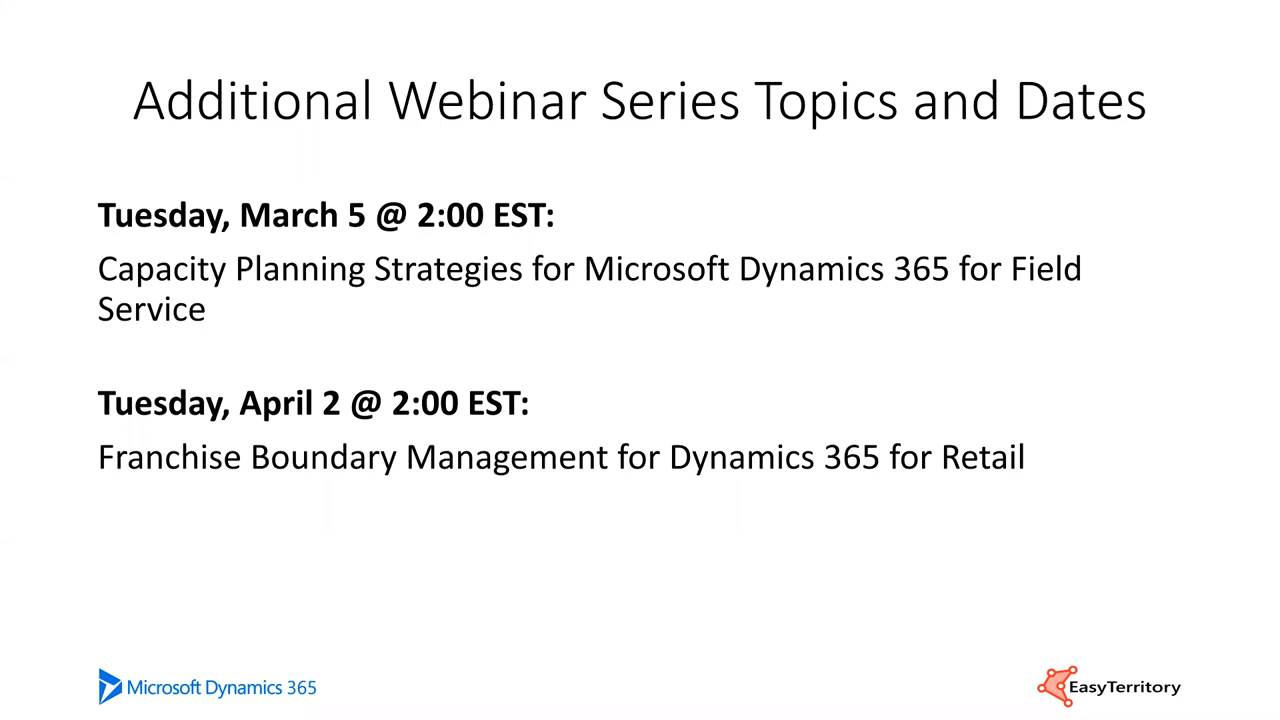 Additional Webinar Series Topics and Dates
Tuesday, March 5 @ 2:00 EST:
Capacity Planning Strategies for Microsoft Dynamics 365 for Field
Service
Tuesday, April 2 @ 2:00 EST:
Franchise Boundary Management for Dynamics 365 for Retail
Microsoft Dynamics 365
EasyTerritory